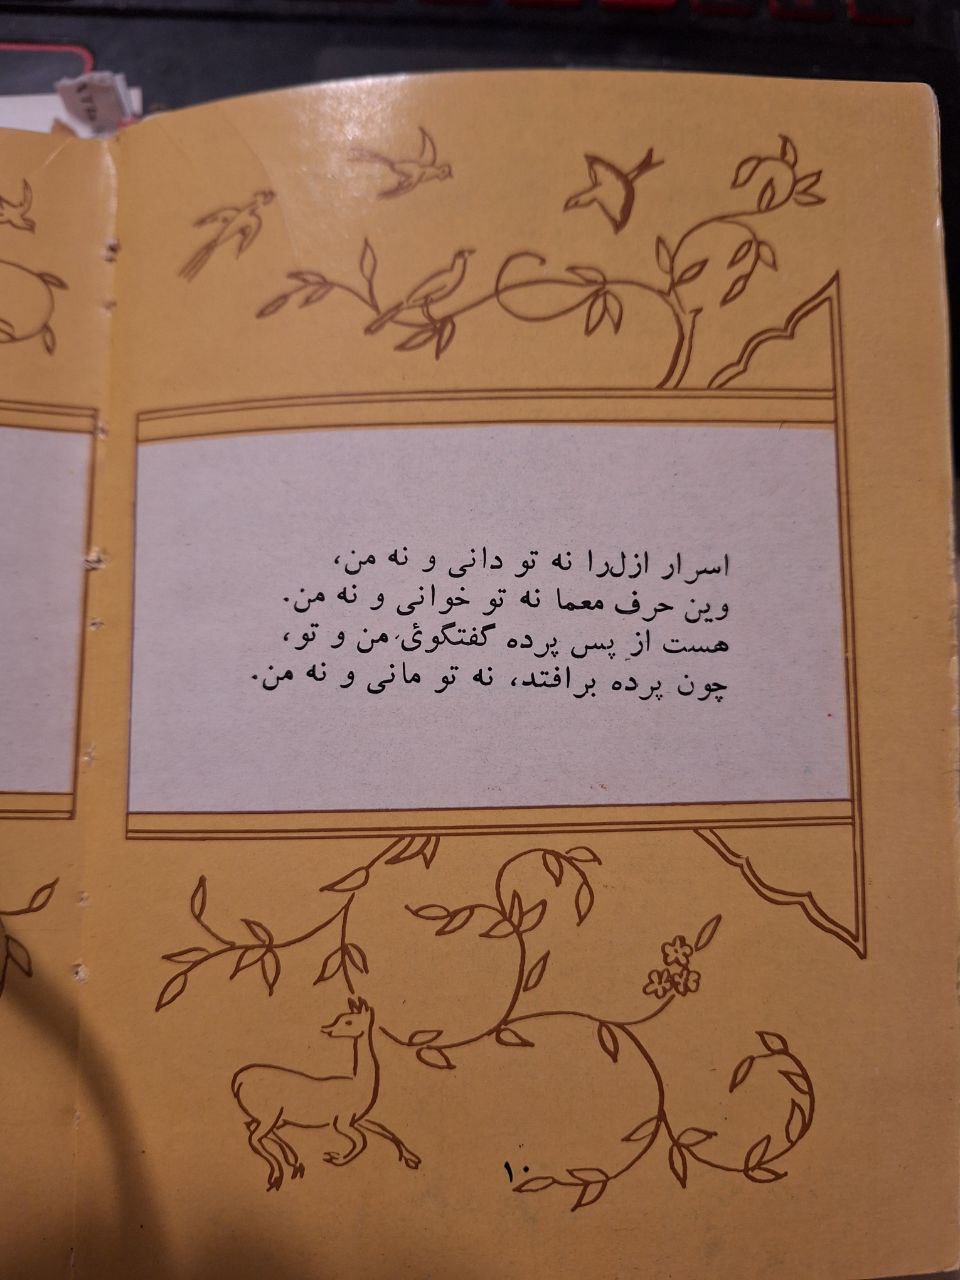 اسرار ازل‌را نه تو دانی و نه من،
وین حرف معما نه تو خوانی و نه من.
هست از پس پرده گفتگوئ من و تو،
چون پرده برافتد، نه تو مانی و نه من.
۱۰